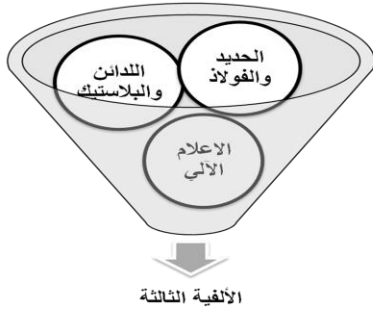 الحديد
والفولاذ
اللدائن
والبلاستيك
الاعلام
الآلي
الألفية الثالثة